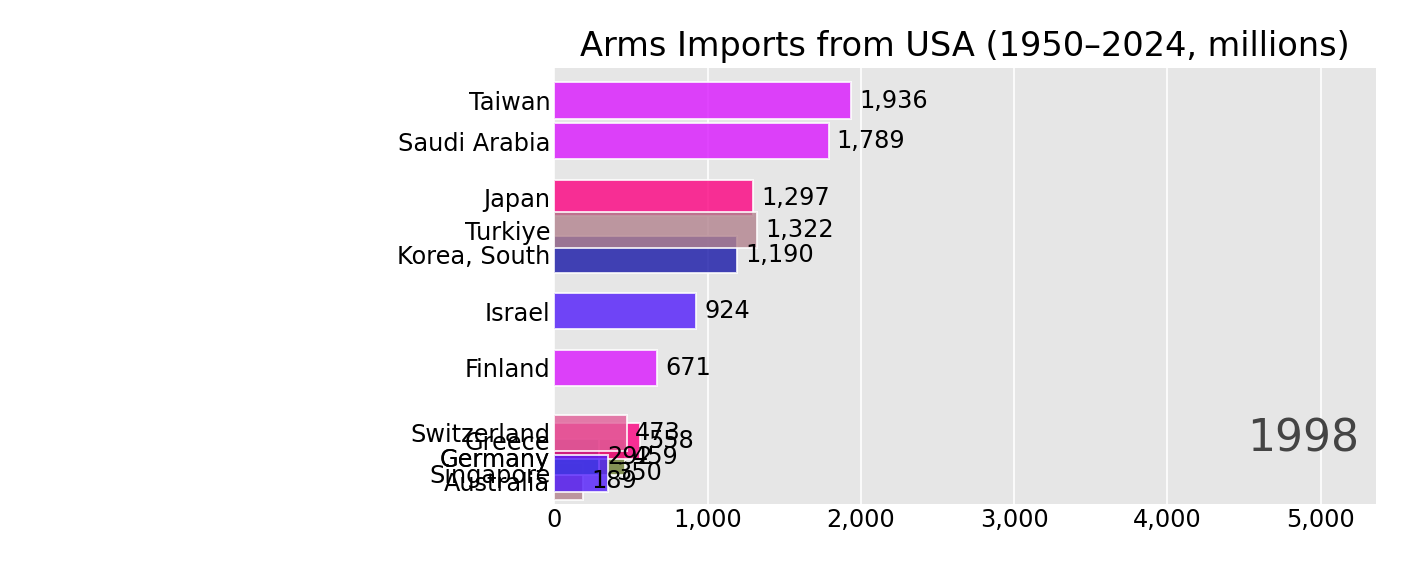 Arms Imports from USA (1950–2024, millions)
Taiwan 1,936
Saudi Arabia 1,789
Japan 1,297
Turkiye 1,322
Korea, South 1,190
Israel 924
Finland 671
Switzerland 473
Greece 558
1998
Germany 292 459
Singapore 350
Australia 189
0 1,000 2,000 3,000 4,000 5,000